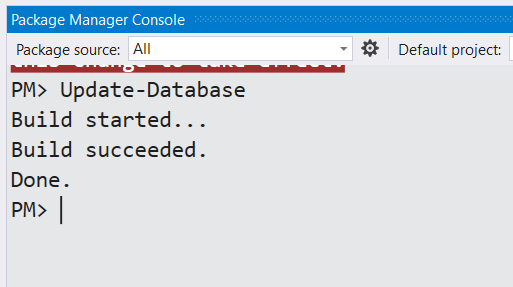 Package Manager Console
Package source: All Default project:
PM> Update-Database
Build started...
Build succeeded.
Done.
PM>